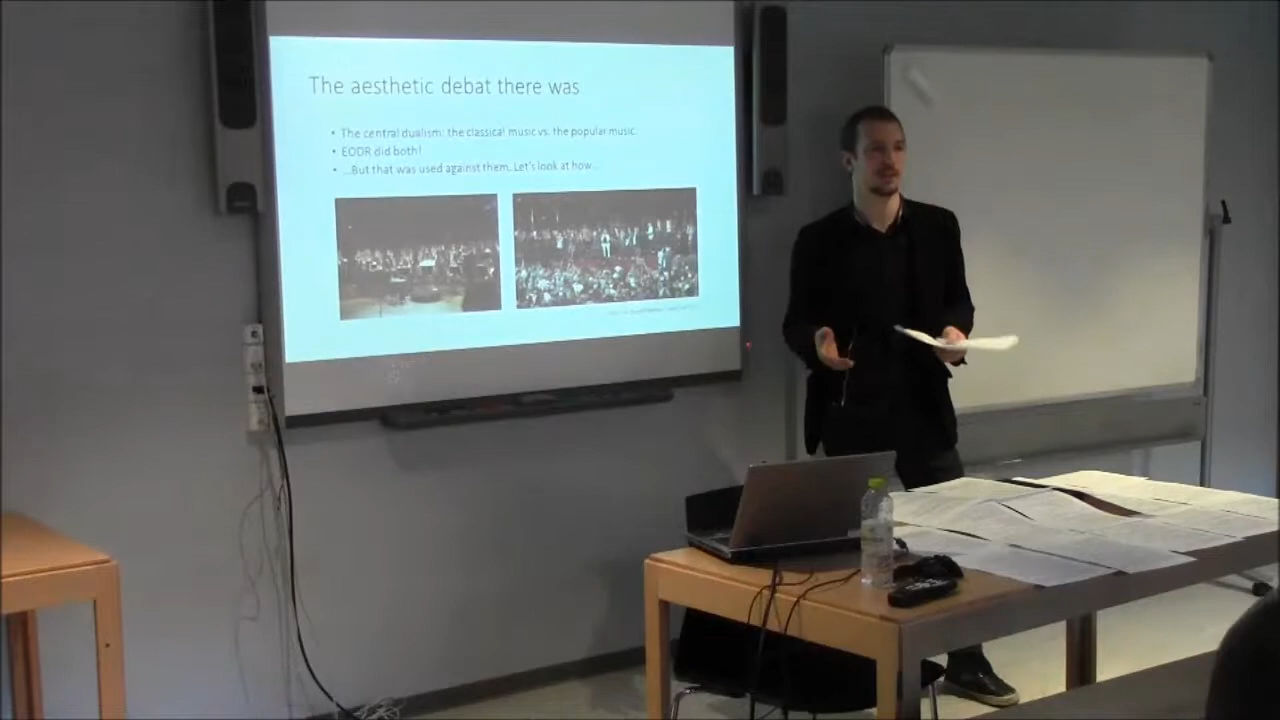 The aesthetic debat there was
• The central dualism: the classical music vs. the popular music.
• EODR did both!
• ...But that was used against them. Let's look at how...